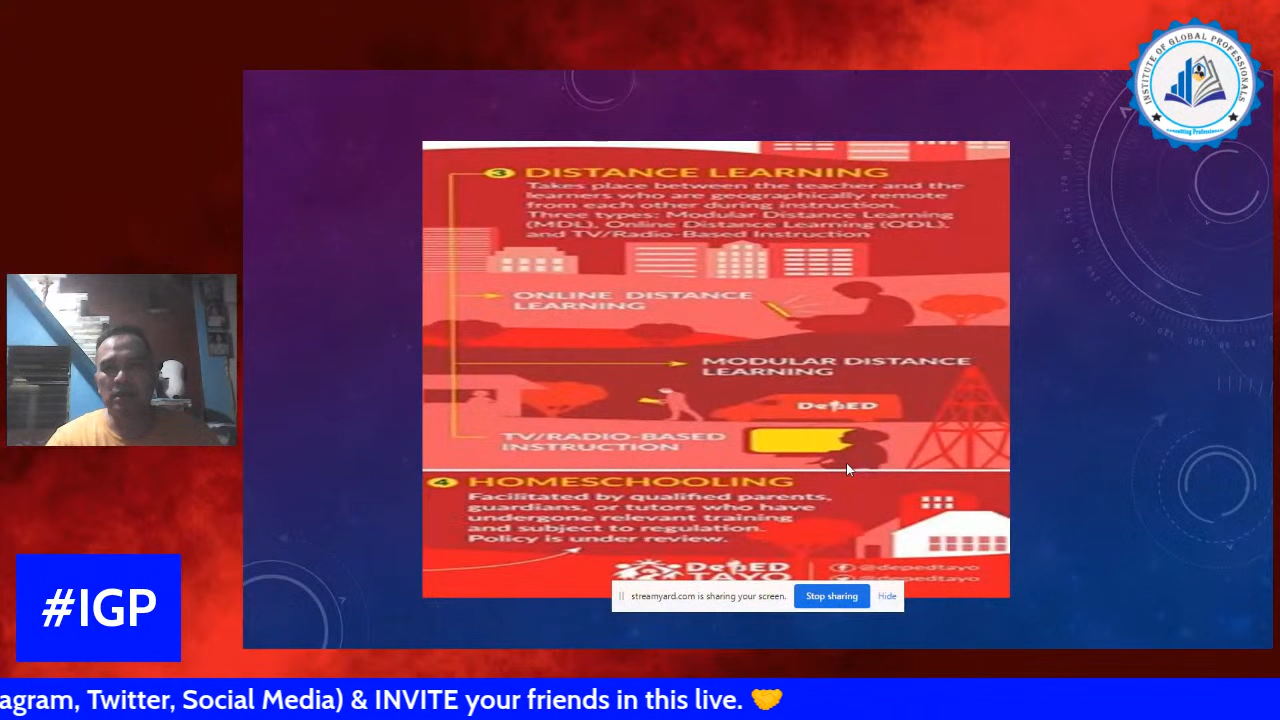 INSTITUTE OF GLOBAL PROFESSIONALS
Connecting Professionals
3 DISTANCE LEARNING
Takes place between the teacher and the
learners who are geographically remote
from each other during instruction.
Three types: Modular Distance Learning
(MDL), Online Distance Learning (ODL),
and TV/Radio-Based Instruction
ONLINE DISTANCE
LEARNING
MODULAR DISTANCE
LEARNING
DepED
TV/RADIO-BASED
INSTRUCTION
4 HOMESCHOOLING
Facilitated by qualified parents,
guardians, or tutors who have
undergone relevant training
and subject to regulation.
Policy is under review.
DepED
TAYO
@depedtayo
@depedtayo
streamyard.com is sharing your screen.
Stop sharing
Hide
#IGP
agram, Twitter, Social Media) & INVITE your friends in this live. 🤝